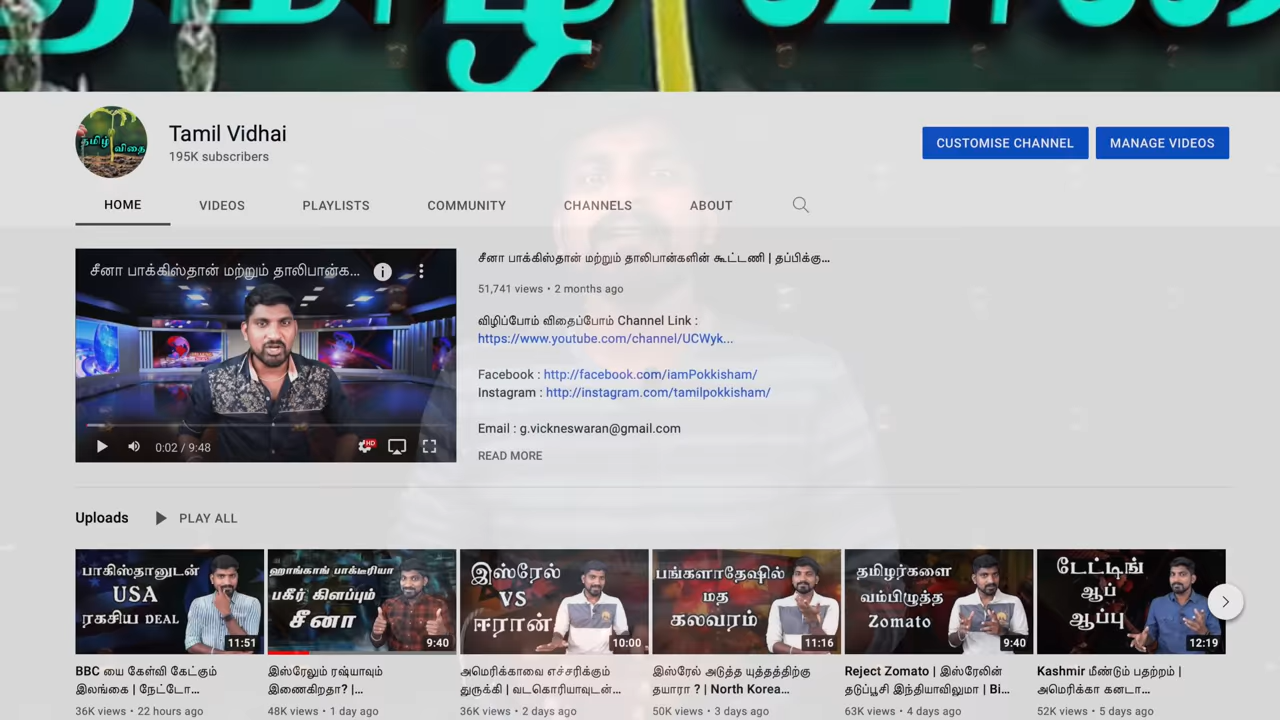 தமிழ் விதை
தமிழ்
விதை
Tamil Vidhai
195K subscribers
CUSTOMISE CHANNEL
MANAGE VIDEOS
HOME
VIDEOS
PLAYLISTS
COMMUNITY
CHANNELS
ABOUT
சீனா பாக்கிஸ்தான் மற்றும் தாலிபான்க...
0:02 / 9:48
HD
சீனா பாக்கிஸ்தான் மற்றும் தாலிபான்களின் கூட்டணி | தப்பிக்கு...
51,741 views • 2 months ago
விழிப்போம் விதைப்போம் Channel Link :
https://www.youtube.com/channel/UCWyk...
Facebook : http://facebook.com/iamPokkisham/
Instagram : http://instagram.com/tamilpokkisham/
Email : g.vickneswaran@gmail.com
READ MORE
Uploads
PLAY ALL
பாகிஸ்தானுடன்
USA
ரகசிய DEAL
11:51
BBC யை கேள்வி கேட்கும்
இலங்கை | நேட்டோ...
36K views • 22 hours ago
ஹாங்காங் பாக்டீரியா
பகீர் கிளப்பும்
சீனா
9:40
இஸ்ரேலும் ரஷ்யாவும்
இணைகிறதா? |...
48K views • 1 day ago
இஸ்ரேல்
VS
ஈரான்
10:00
அமெரிக்காவை எச்சரிக்கும்
துருக்கி | வடகொரியாவுடன்...
36K views • 2 days ago
பங்களாதேஷில்
மத
கலவரம்
11:16
இஸ்ரேல் அடுத்த யுத்தத்திற்கு
தயாரா ? | North Korea...
50K views • 3 days ago
தமிழர்களை
வம்பிழுத்த
Zomato
9:40
Reject Zomato | இஸ்ரேலின்
தடுப்பூசி இந்தியாவிலுமா | Bi...
63K views • 4 days ago
டேட்டிங்
ஆப்
ஆப்பு
12:19
Kashmir மீண்டும் பதற்றம் |
அமெரிக்கா கனடா...
52K views • 5 days ago